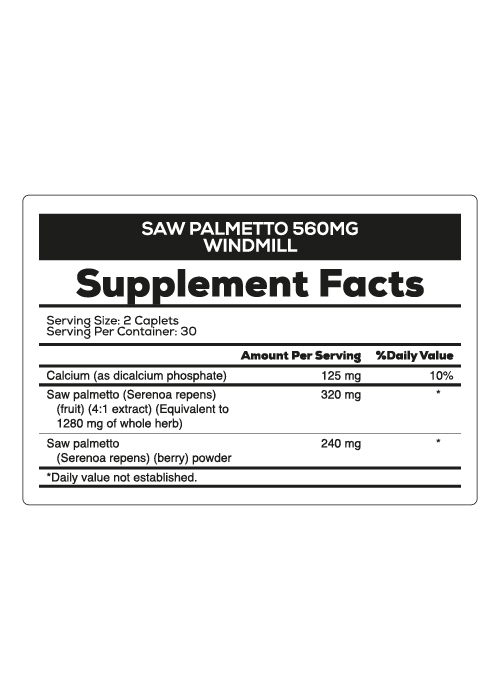 SAW PALMETTO 560MG
WINDMILL
Supplement Facts
Serving Size: 2 Caplets
Serving Per Container: 30
Amount Per Serving %Daily Value
Calcium (as dicalcium phosphate) 125 mg 10%
Saw palmetto (Serenoa repens) 320 mg *
(fruit) (4:1 extract) (Equivalent to
1280 mg of whole herb)
Saw palmetto 240 mg *
(Serenoa repens) (berry) powder
*Daily value not established.